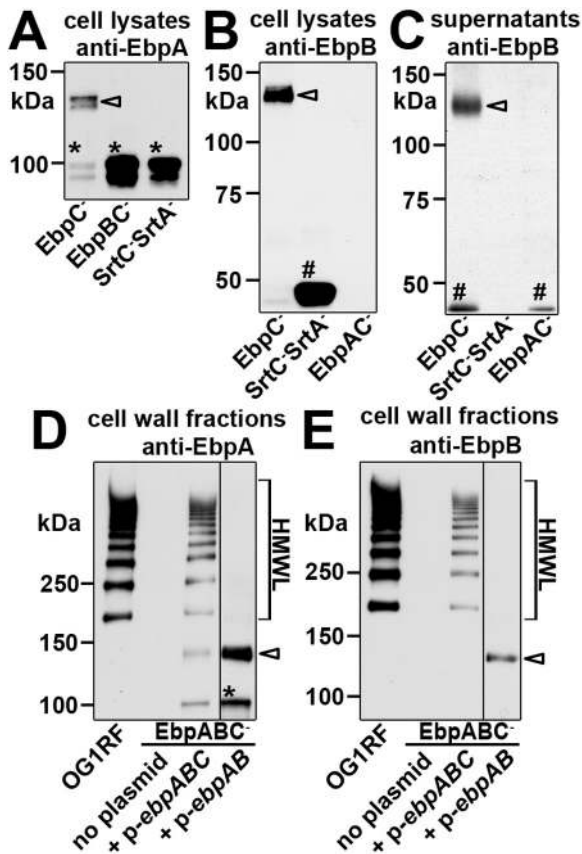 A cell lysates
anti-EbpA
150
kDa
100
*
*
*
EbpC-
EbpBC-
SrtC-SrtA-
B cell lysates
anti-EbpB
150
kDa
100
75
50
#
EbpC-
SrtC-SrtA-
EbpAC-
C supernatants
anti-EbpB
150
kDa
100
75
50
#
#
EbpC-
SrtC-SrtA-
EbpAC-
D cell wall fractions
anti-EbpA
kDa
250
150
100
HMWL
*
OG1RF
EbpABC-
no plasmid
+ p-ebpABC
+ p-ebpAB
E cell wall fractions
anti-EbpB
kDa
250
150
100
HMWL
OG1RF
EbpABC-
no plasmid
+ p-ebpABC
+ p-ebpAB